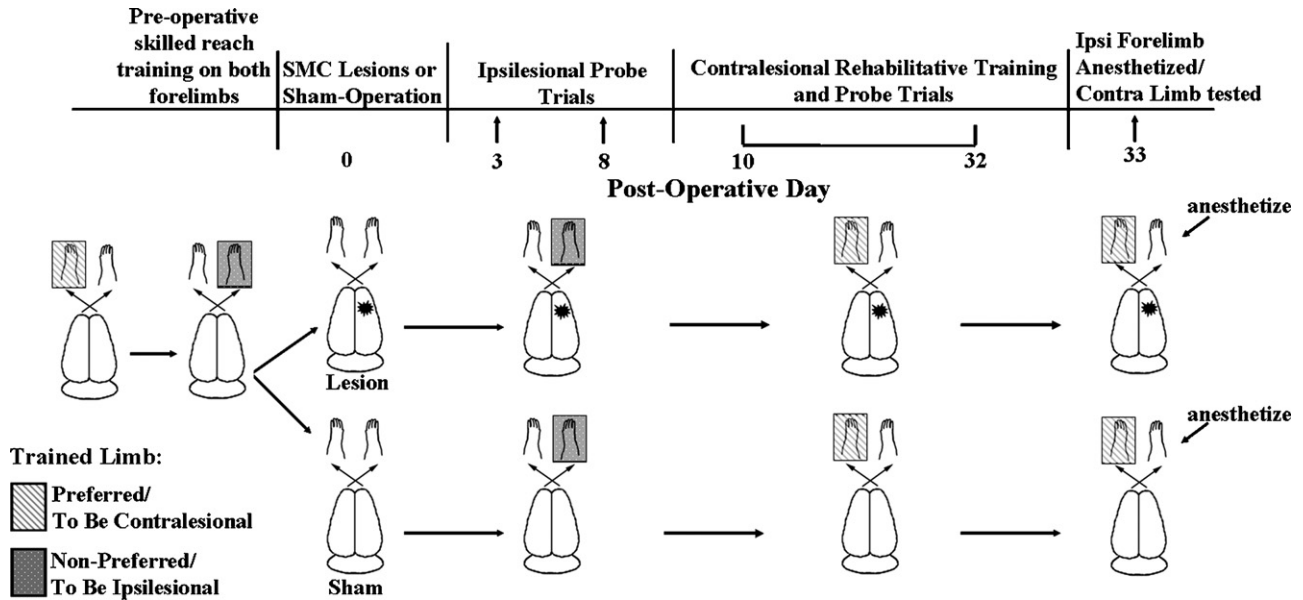 Pre-operative
skilled reach
training on both
forelimbs
SMC Lesions or
Sham-Operation
Ipsilesional Probe
Trials
Contralesional Rehabilitative Training
and Probe Trials
Ipsi Forelimb
Anesthetized/
Contra Limb tested
0
3
8
10
32
33
Post-Operative Day
anesthetize
Lesion
anesthetize
Sham
Trained Limb:
Preferred/
To Be Contralesional
Non-Preferred/
To Be Ipsilesional